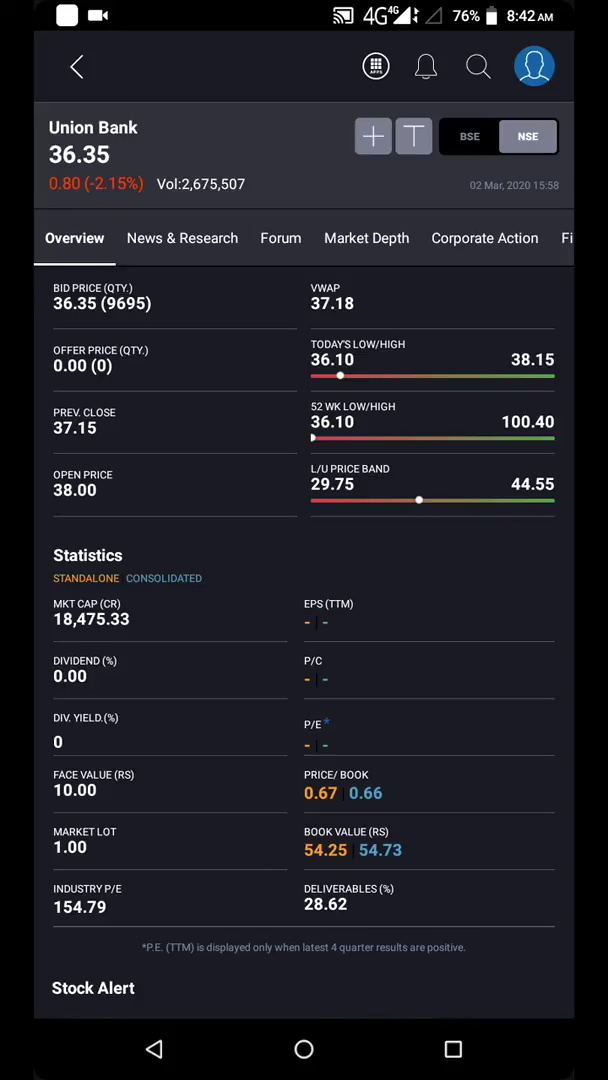 4G 4G 76% 8:42 AM
APPS
Union Bank
36.35
0.80 (-2.15%) Vol:2,675,507
T
BSE NSE
02 Mar, 2020 15:58
Overview News & Research Forum Market Depth Corporate Action Fi
BID PRICE (QTY.)
36.35 (9695)
VWAP
37.18
OFFER PRICE (QTY.)
0.00 (0)
TODAY'S LOW/HIGH
36.10 38.15
PREV. CLOSE
37.15
52 WK LOW/HIGH
36.10 100.40
OPEN PRICE
38.00
L/U PRICE BAND
29.75 44.55
Statistics
STANDALONE CONSOLIDATED
MKT CAP (CR)
18,475.33
EPS (TTM)
- | -
DIVIDEND (%)
0.00
P/C
- | -
DIV. YIELD.(%)
0
P/E*
- | -
FACE VALUE (RS)
10.00
PRICE/ BOOK
0.67 | 0.66
MARKET LOT
1.00
BOOK VALUE (RS)
54.25 | 54.73
INDUSTRY P/E
154.79
DELIVERABLES (%)
28.62
*P.E. (TTM) is displayed only when latest 4 quarter results are positive.
Stock Alert